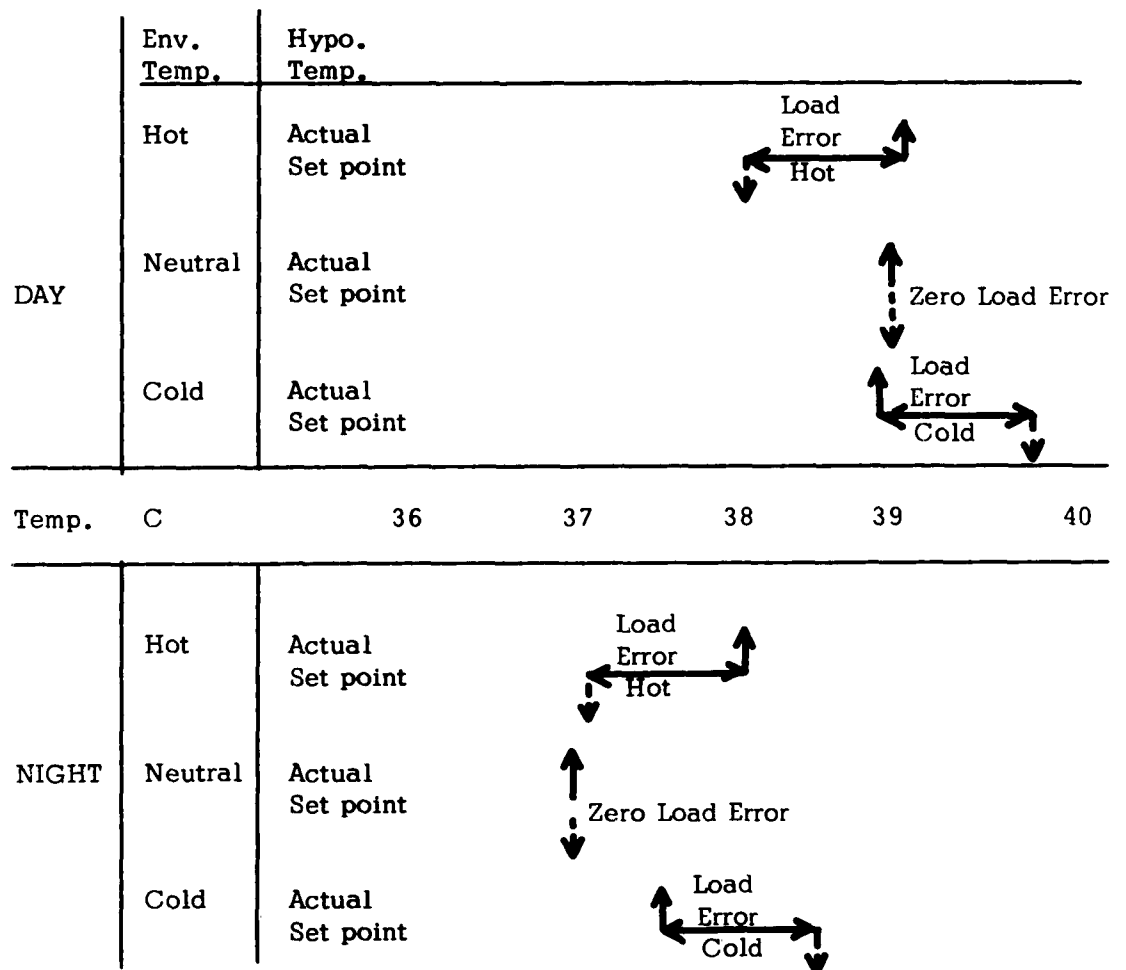 Env. Hypo.
Temp. Temp.
Load
Hot Actual Error
Set point Hot
Neutral Actual
DAY Set point Zero Load Error
Load
Cold Actual Error
Set point Cold
Temp. C 36 37 38 39 40
Load
Hot Actual Error
Set point Hot
NIGHT Neutral Actual
Set point Zero Load Error
Load
Cold Actual Error
Set point Cold